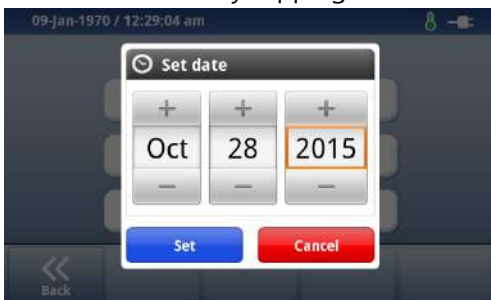 09-Jan-1970 / 12:29:04 am
Set date
+ + +
Oct 28 2015
− − −
Set Cancel
Back